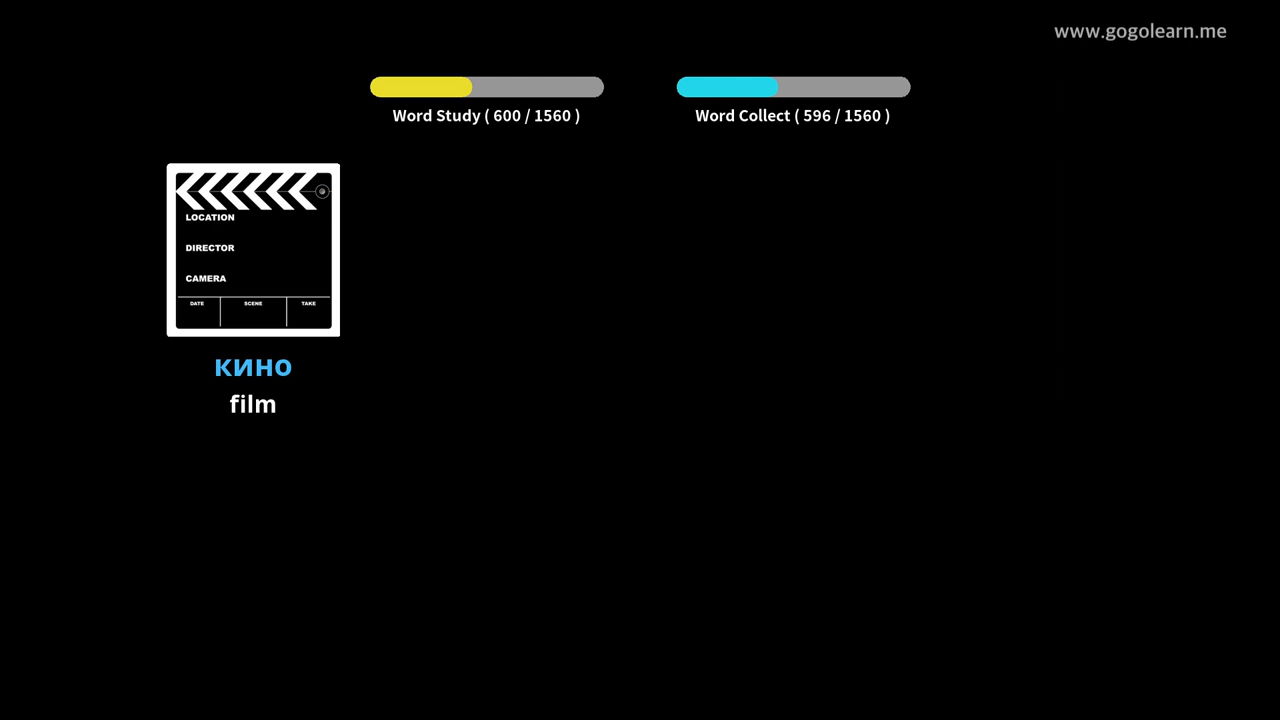 www.gogolearn.me
Word Study ( 600 / 1560 )
Word Collect ( 596 / 1560 )
LOCATION
DIRECTOR
CAMERA
DATE SCENE TAKE
кино
film